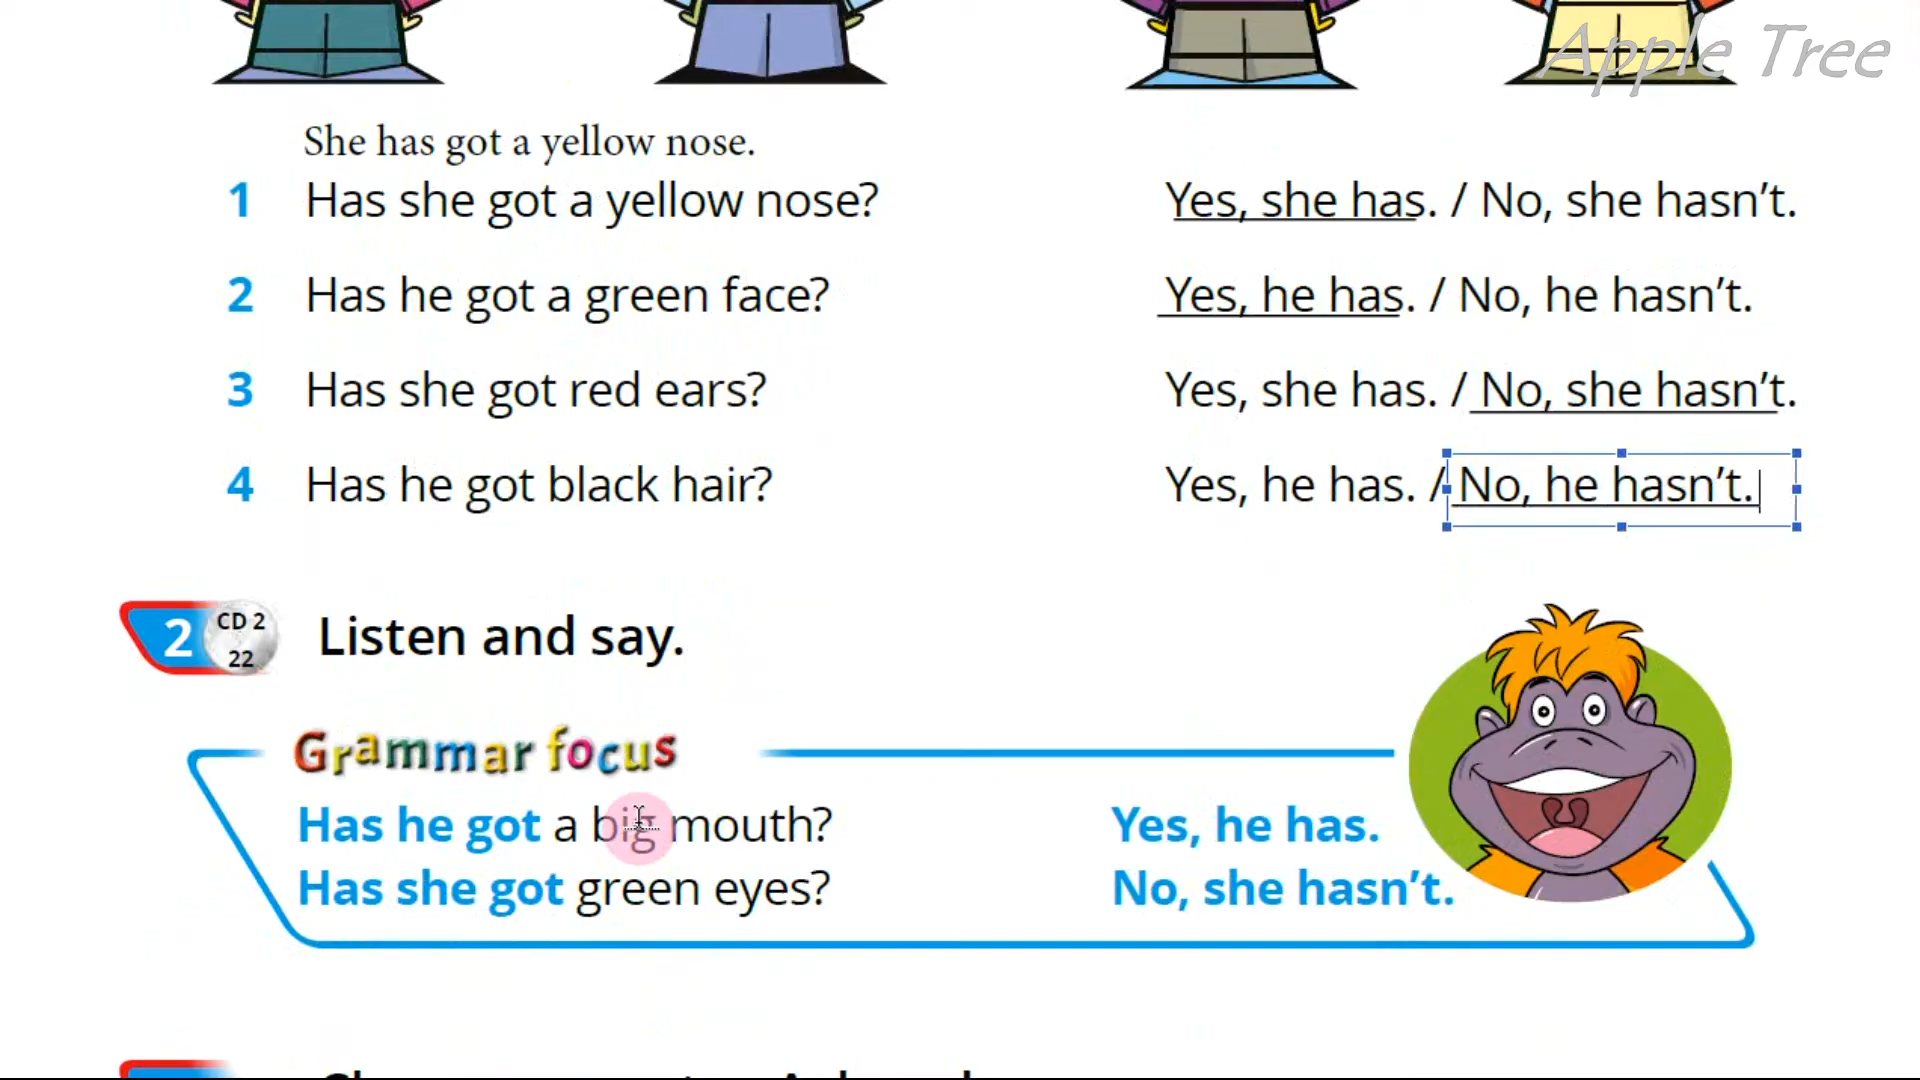 Apple Tree
She has got a yellow nose.
1 Has she got a yellow nose? Yes, she has. / No, she hasn’t.
2 Has he got a green face? Yes, he has. / No, he hasn’t.
3 Has she got red ears? Yes, she has. / No, she hasn’t.
4 Has he got black hair? Yes, he has. / No, he hasn’t.
2 CD 2 22 Listen and say.
Grammar focus
Has he got a big mouth? Yes, he has.
Has she got green eyes? No, she hasn’t.